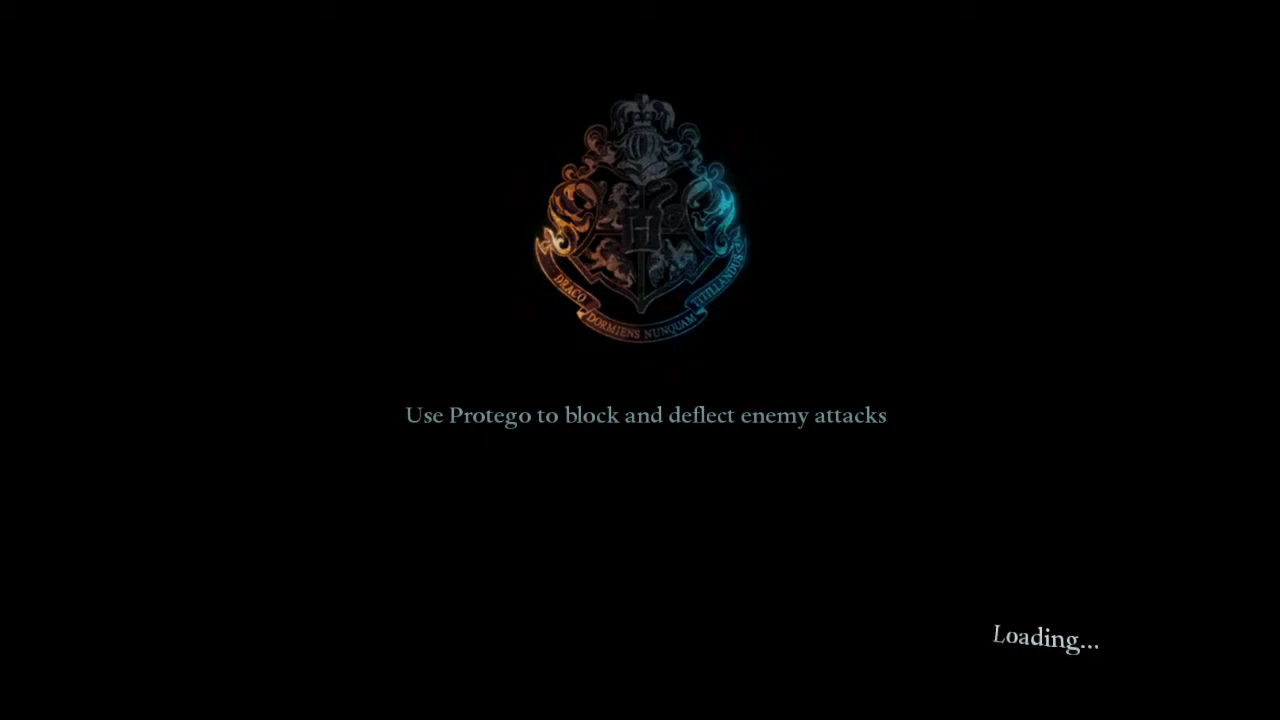 H
DRACO
DORMIENS NUNQUAM
TITILLANDUS
Use Protego to block and deflect enemy attacks
Loading...